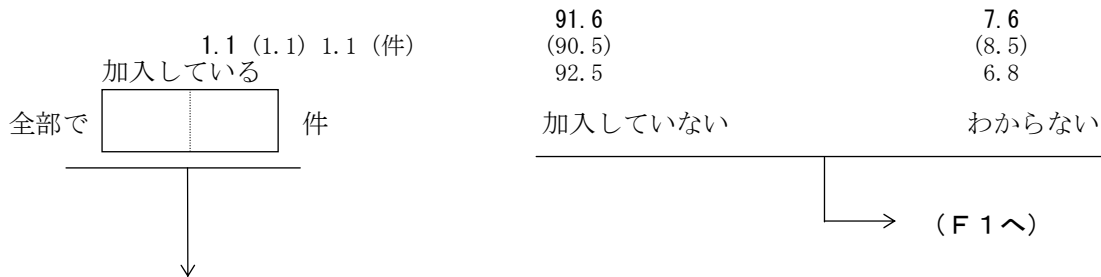 1.1 (1.1) 1.1 (件)
加入している
全部で 件
91.6 7.6
(90.5) (8.5)
92.5 6.8
加入していない わからない
(F1へ)